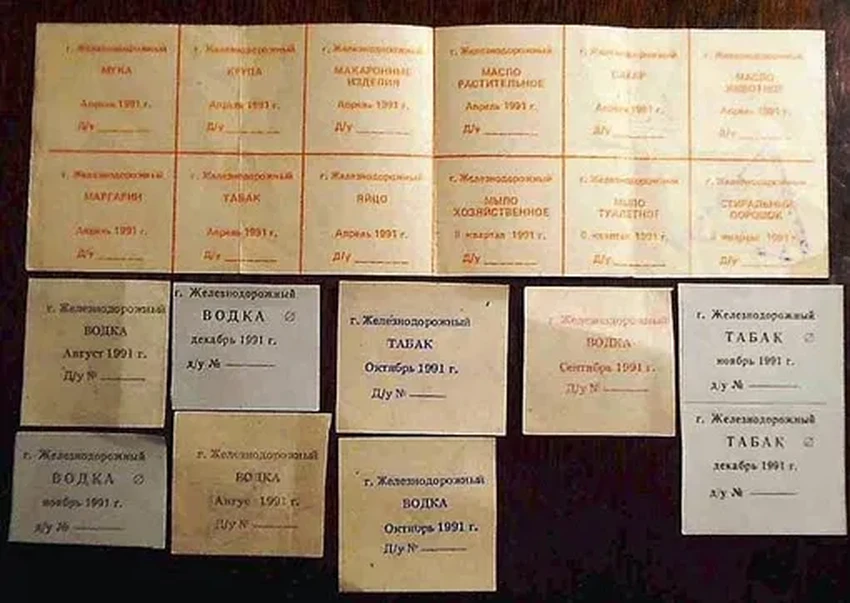 г. Железнодорожный
МУКА
Апрель 1991 г.
Д/у
г. Железнодорожный
КРУПА
Апрель 1991 г.
Д/у
г. Железнодорожный
МАКАРОННЫЕ
ИЗДЕЛИЯ
Апрель 1991 г.
Д/у
г. Железнодорожный
МАСЛО
РАСТИТЕЛЬНОЕ
Апрель 1991 г.
Д/у
г. Железнодорожный
САХАР
Апрель 1991 г.
Д/у
г. Железнодорожный
МАСЛО
ЖИВОТНОЕ
Апрель 1991 г.
Д/у
г. Железнодорожный
МАРГАРИН
Апрель 1991 г.
Д/у
г. Железнодорожный
ТАБАК
Апрель 1991 г.
Д/у
г. Железнодорожный
ЯЙЦО
Апрель 1991 г.
Д/у
г. Железнодорожный
МЫЛО
ХОЗЯЙСТВЕННОЕ
II квартал 1991 г.
Д/у
г. Железнодорожный
МЫЛО
ТУАЛЕТНОЕ
II квартал 1991 г.
Д/у
г. Железнодорожный
СТИРАЛЬНЫЙ
ПОРОШОК
квартал 1991 г.
Д/у
г. Железнодорожный
ВОДКА
Август 1991 г.
Д/у №
г. Железнодорожный
ВОДКА
декабрь 1991 г.
д/у №
г. Железнодорожный
ТАБАК
Октябрь 1991 г.
Д/у №
г. Железнодорожный
ВОДКА
Сентябрь 1991 г.
Д/у №
г. Железнодорожный
ТАБАК
ноябрь 1991 г.
д/у №
г. Железнодорожный
ТАБАК
декабрь 1991 г.
д/у №
г. Железнодорожный
ВОДКА
ноябрь 1991 г.
д/у №
г. Железнодорожный
ВОДКА
Авгус 1991 г.
Д/у №
г. Железнодорожный
ВОДКА
Октябрь 1991 г.
Д/у №